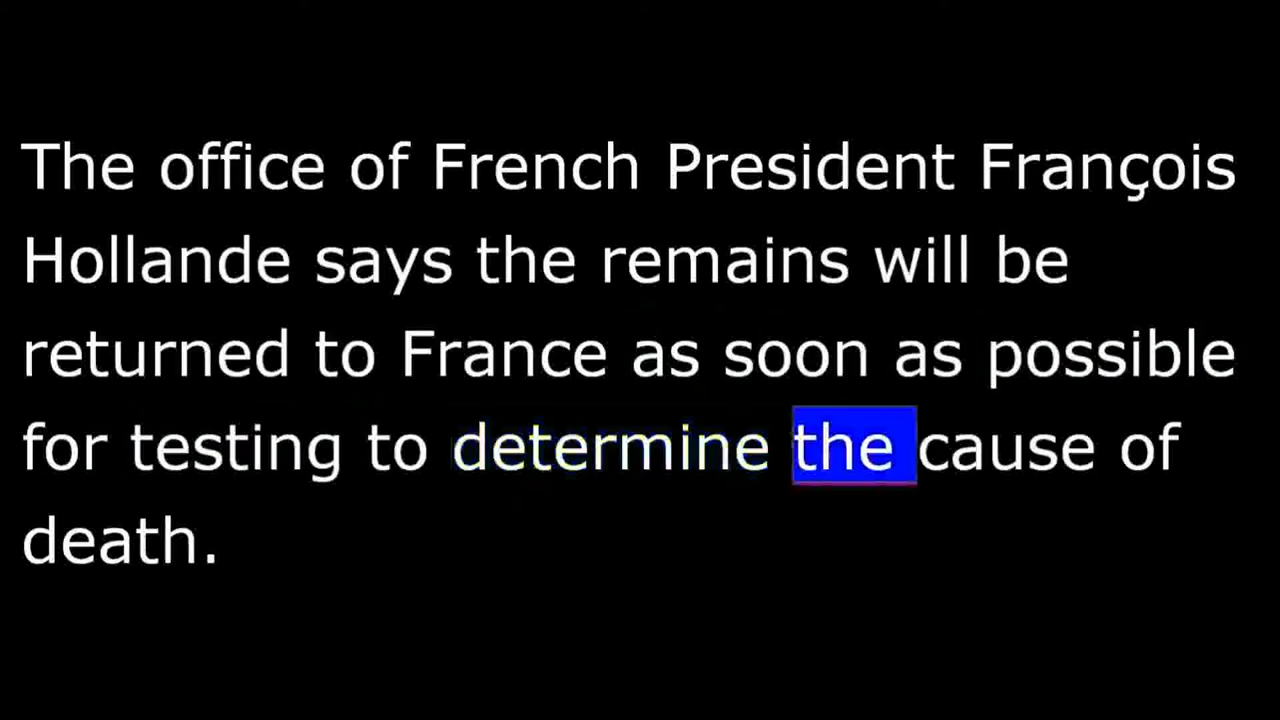 The office of French President François
Hollande says the remains will be
returned to France as soon as possible
for testing to determine the cause of
death.